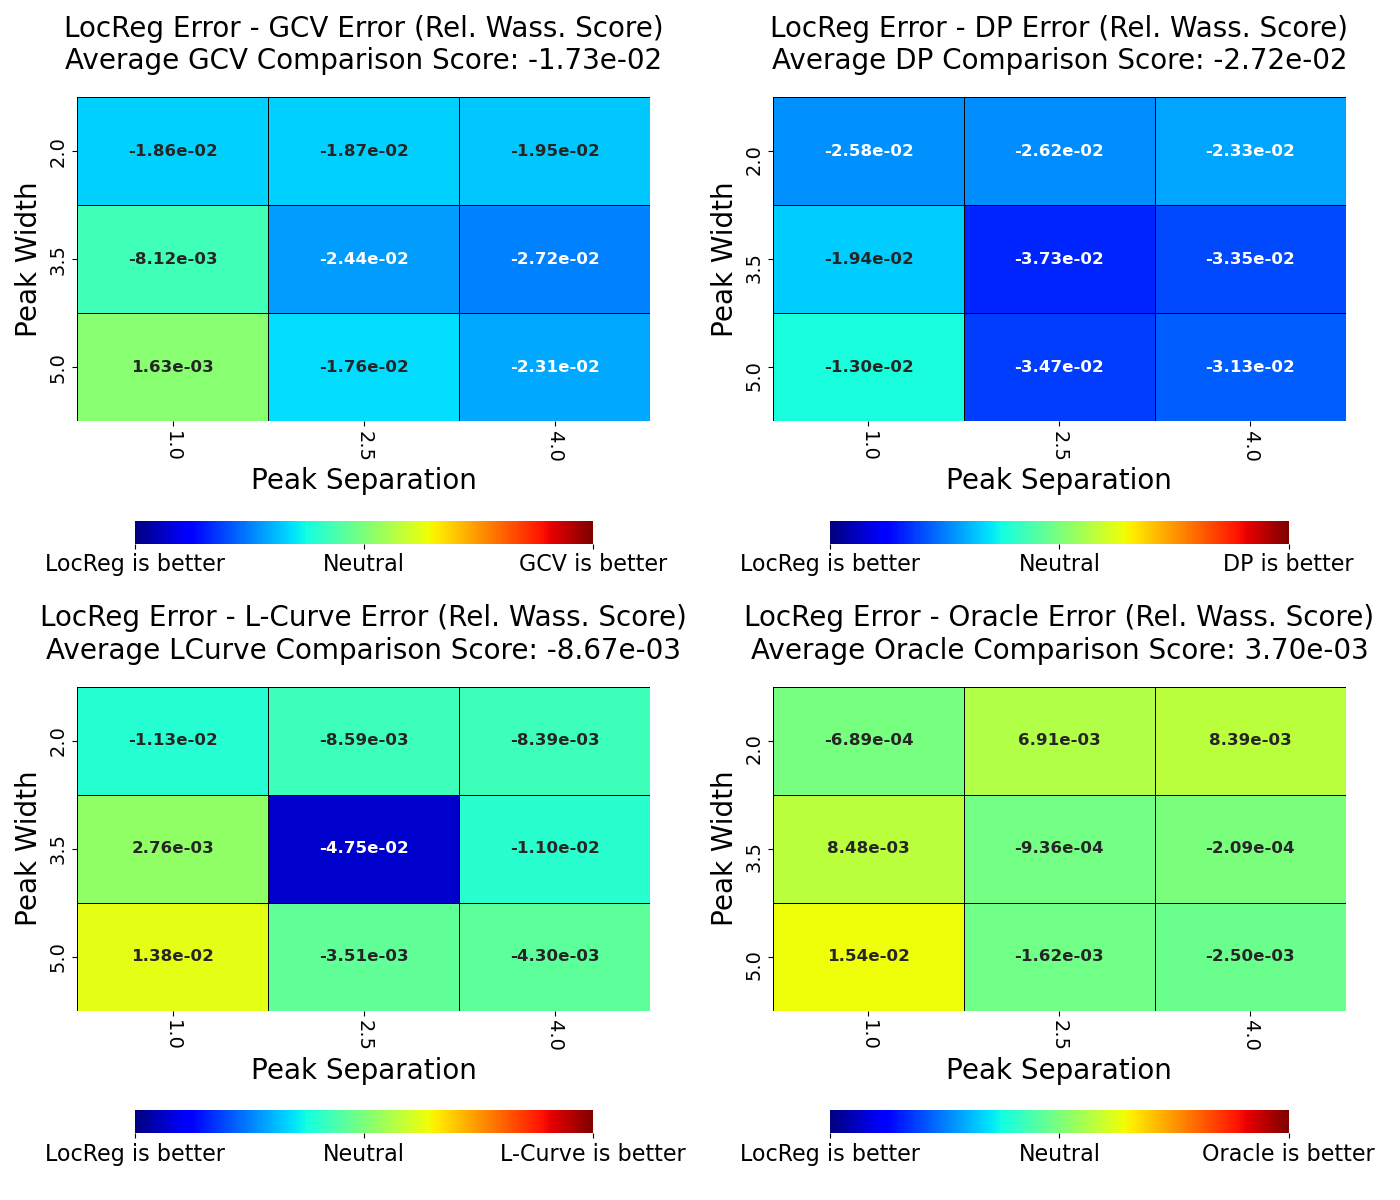 LocReg Error - GCV Error (Rel. Wass. Score)
Average GCV Comparison Score: -1.73e-02
Peak Width
2.0
-1.86e-02 -1.87e-02 -1.95e-02
3.5
-8.12e-03 -2.44e-02 -2.72e-02
5.0
1.63e-03 -1.76e-02 -2.31e-02
1.0 2.5 4.0
Peak Separation
LocReg is better Neutral GCV is better
LocReg Error - DP Error (Rel. Wass. Score)
Average DP Comparison Score: -2.72e-02
Peak Width
2.0
-2.58e-02 -2.62e-02 -2.33e-02
3.5
-1.94e-02 -3.73e-02 -3.35e-02
5.0
-1.30e-02 -3.47e-02 -3.13e-02
1.0 2.5 4.0
Peak Separation
LocReg is better Neutral DP is better
LocReg Error - L-Curve Error (Rel. Wass. Score)
Average LCurve Comparison Score: -8.67e-03
Peak Width
2.0
-1.13e-02 -8.59e-03 -8.39e-03
3.5
2.76e-03 -4.75e-02 -1.10e-02
5.0
1.38e-02 -3.51e-03 -4.30e-03
1.0 2.5 4.0
Peak Separation
LocReg is better Neutral L-Curve is better
LocReg Error - Oracle Error (Rel. Wass. Score)
Average Oracle Comparison Score: 3.70e-03
Peak Width
2.0
-6.89e-04 6.91e-03 8.39e-03
3.5
8.48e-03 -9.36e-04 -2.09e-04
5.0
1.54e-02 -1.62e-03 -2.50e-03
1.0 2.5 4.0
Peak Separation
LocReg is better Neutral Oracle is better